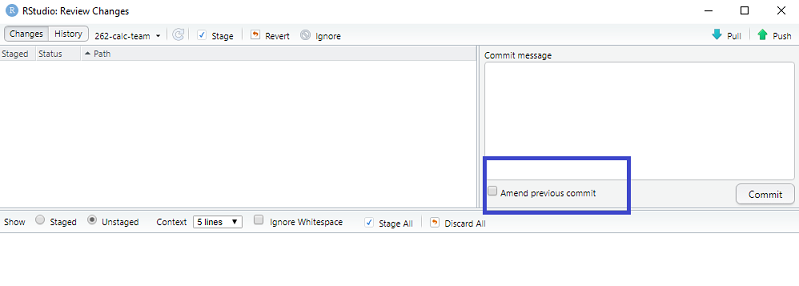 R RStudio: Review Changes
Changes History 262-calc-team Stage Revert Ignore Pull Push
Staged Status Path
Commit message
Amend previous commit
Commit
Show Staged Unstaged Context 5 lines Ignore Whitespace Stage All Discard All